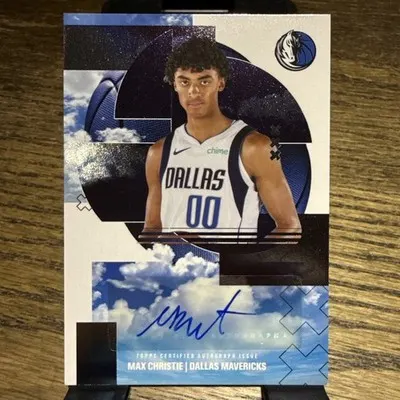 chime
DALLAS
00
TOPPS CERTIFIED AUTOGRAPH ISSUE
MAX CHRISTIE | DALLAS MAVERICKS